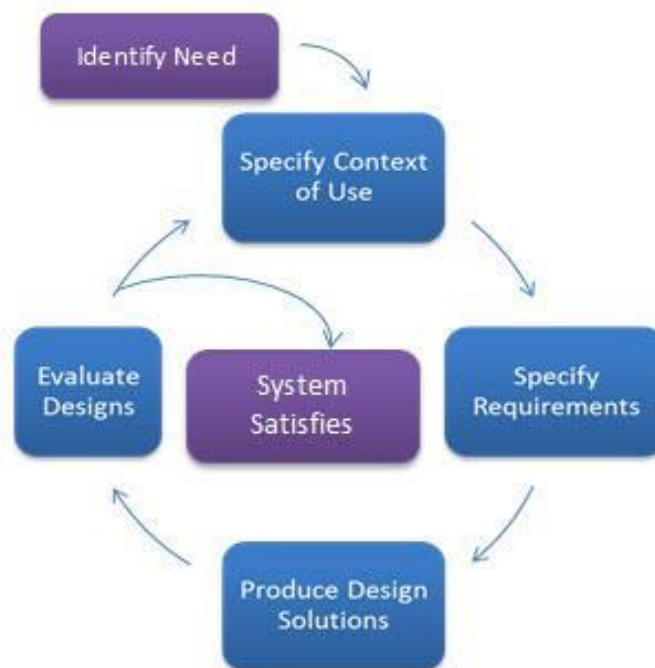 Identify Need
Specify Context
of Use
Specify
Requirements
Produce Design
Solutions
Evaluate
Designs
System
Satisfies